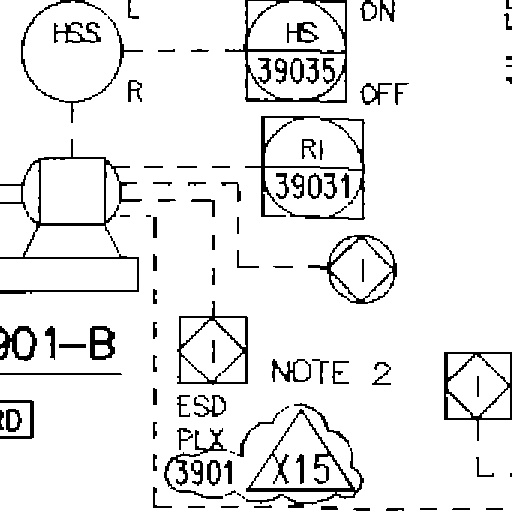 L
HSS
ON
HS
39035
R
OFF
RI
39031
I
901-B
I
I
NOTE 2
ESD
RD
PLX
3901
X15